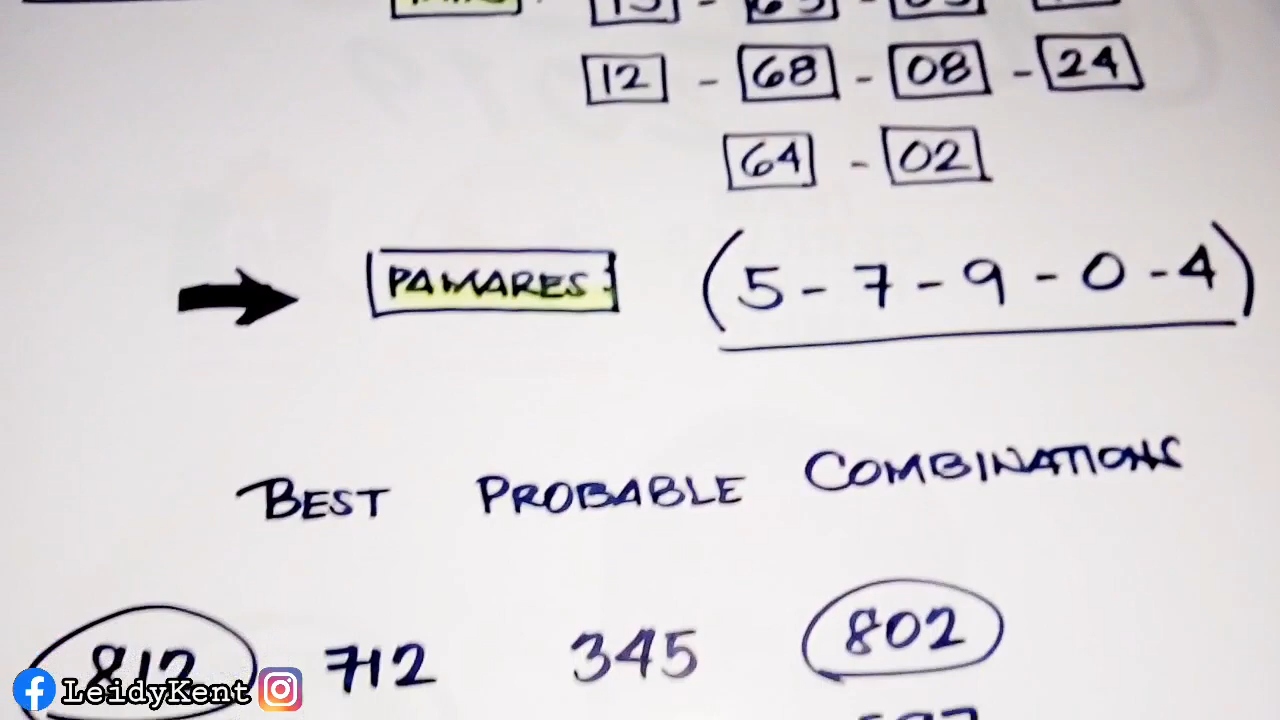 12 - 68 - 08 - 24
64 - 02
PAMARES: (5 - 7 - 9 - 0 - 4)
BEST PROBABLE COMBINATIONS
812 712 345 802
LeidyKent